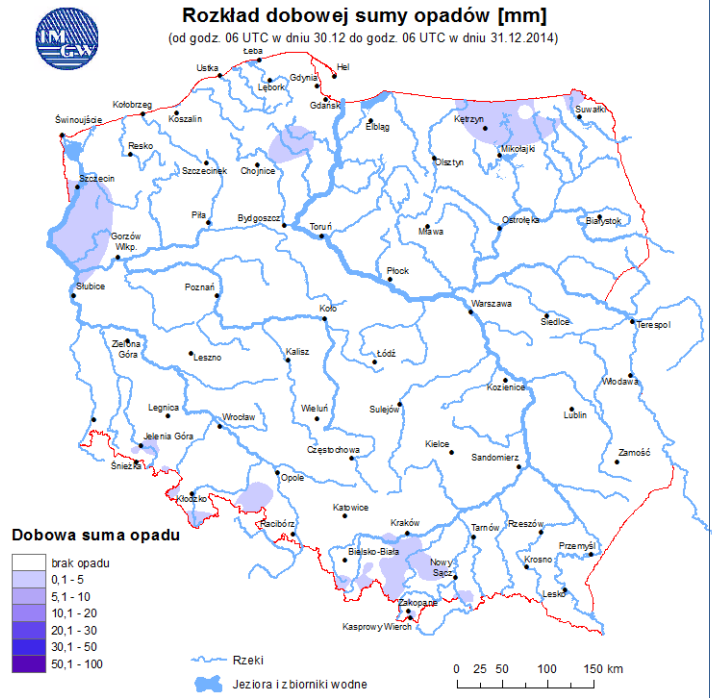 Rozkład dobowej sumy opadów [mm]
(od godz. 06 UTC w dniu 30.12 do godz. 06 UTC w dniu 31.12.2014)
IM
GW
Łeba
Hel
Ustka
Gdynia
Lębork
Gdańsk
Kołobrzeg
Koszalin
Świnoujście
Elbląg
Kętrzyn
Suwałki
Resko
Szczecinek
Chojnice
Olsztyn
Mikołajki
Szczecin
Piła
Bydgoszcz
Toruń
Mława
Ostrołęka
Białystok
Gorzów
Wlkp.
Płock
Słubice
Poznań
Koło
Warszawa
Siedlce
Terespol
Zielona
Góra
Leszno
Kalisz
Łódź
Kozienice
Włodawa
Legnica
Wrocław
Wieluń
Sulejów
Lublin
Jelenia Góra
Śnieżka
Częstochowa
Kielce
Sandomierz
Zamość
Opole
Kłodzko
Racibórz
Katowice
Kraków
Tarnów
Rzeszów
Przemyśl
Bielsko-Biała
Nowy
Sącz
Krosno
Lesko
Zakopane
Kasprowy Wierch
Dobowa suma opadu
brak opadu
0,1 - 5
5,1 - 10
10,1 - 20
20,1 - 30
30,1 - 50
50,1 - 100
Rzeki
Jeziora i zbiorniki wodne
0 25 50 100 150 km